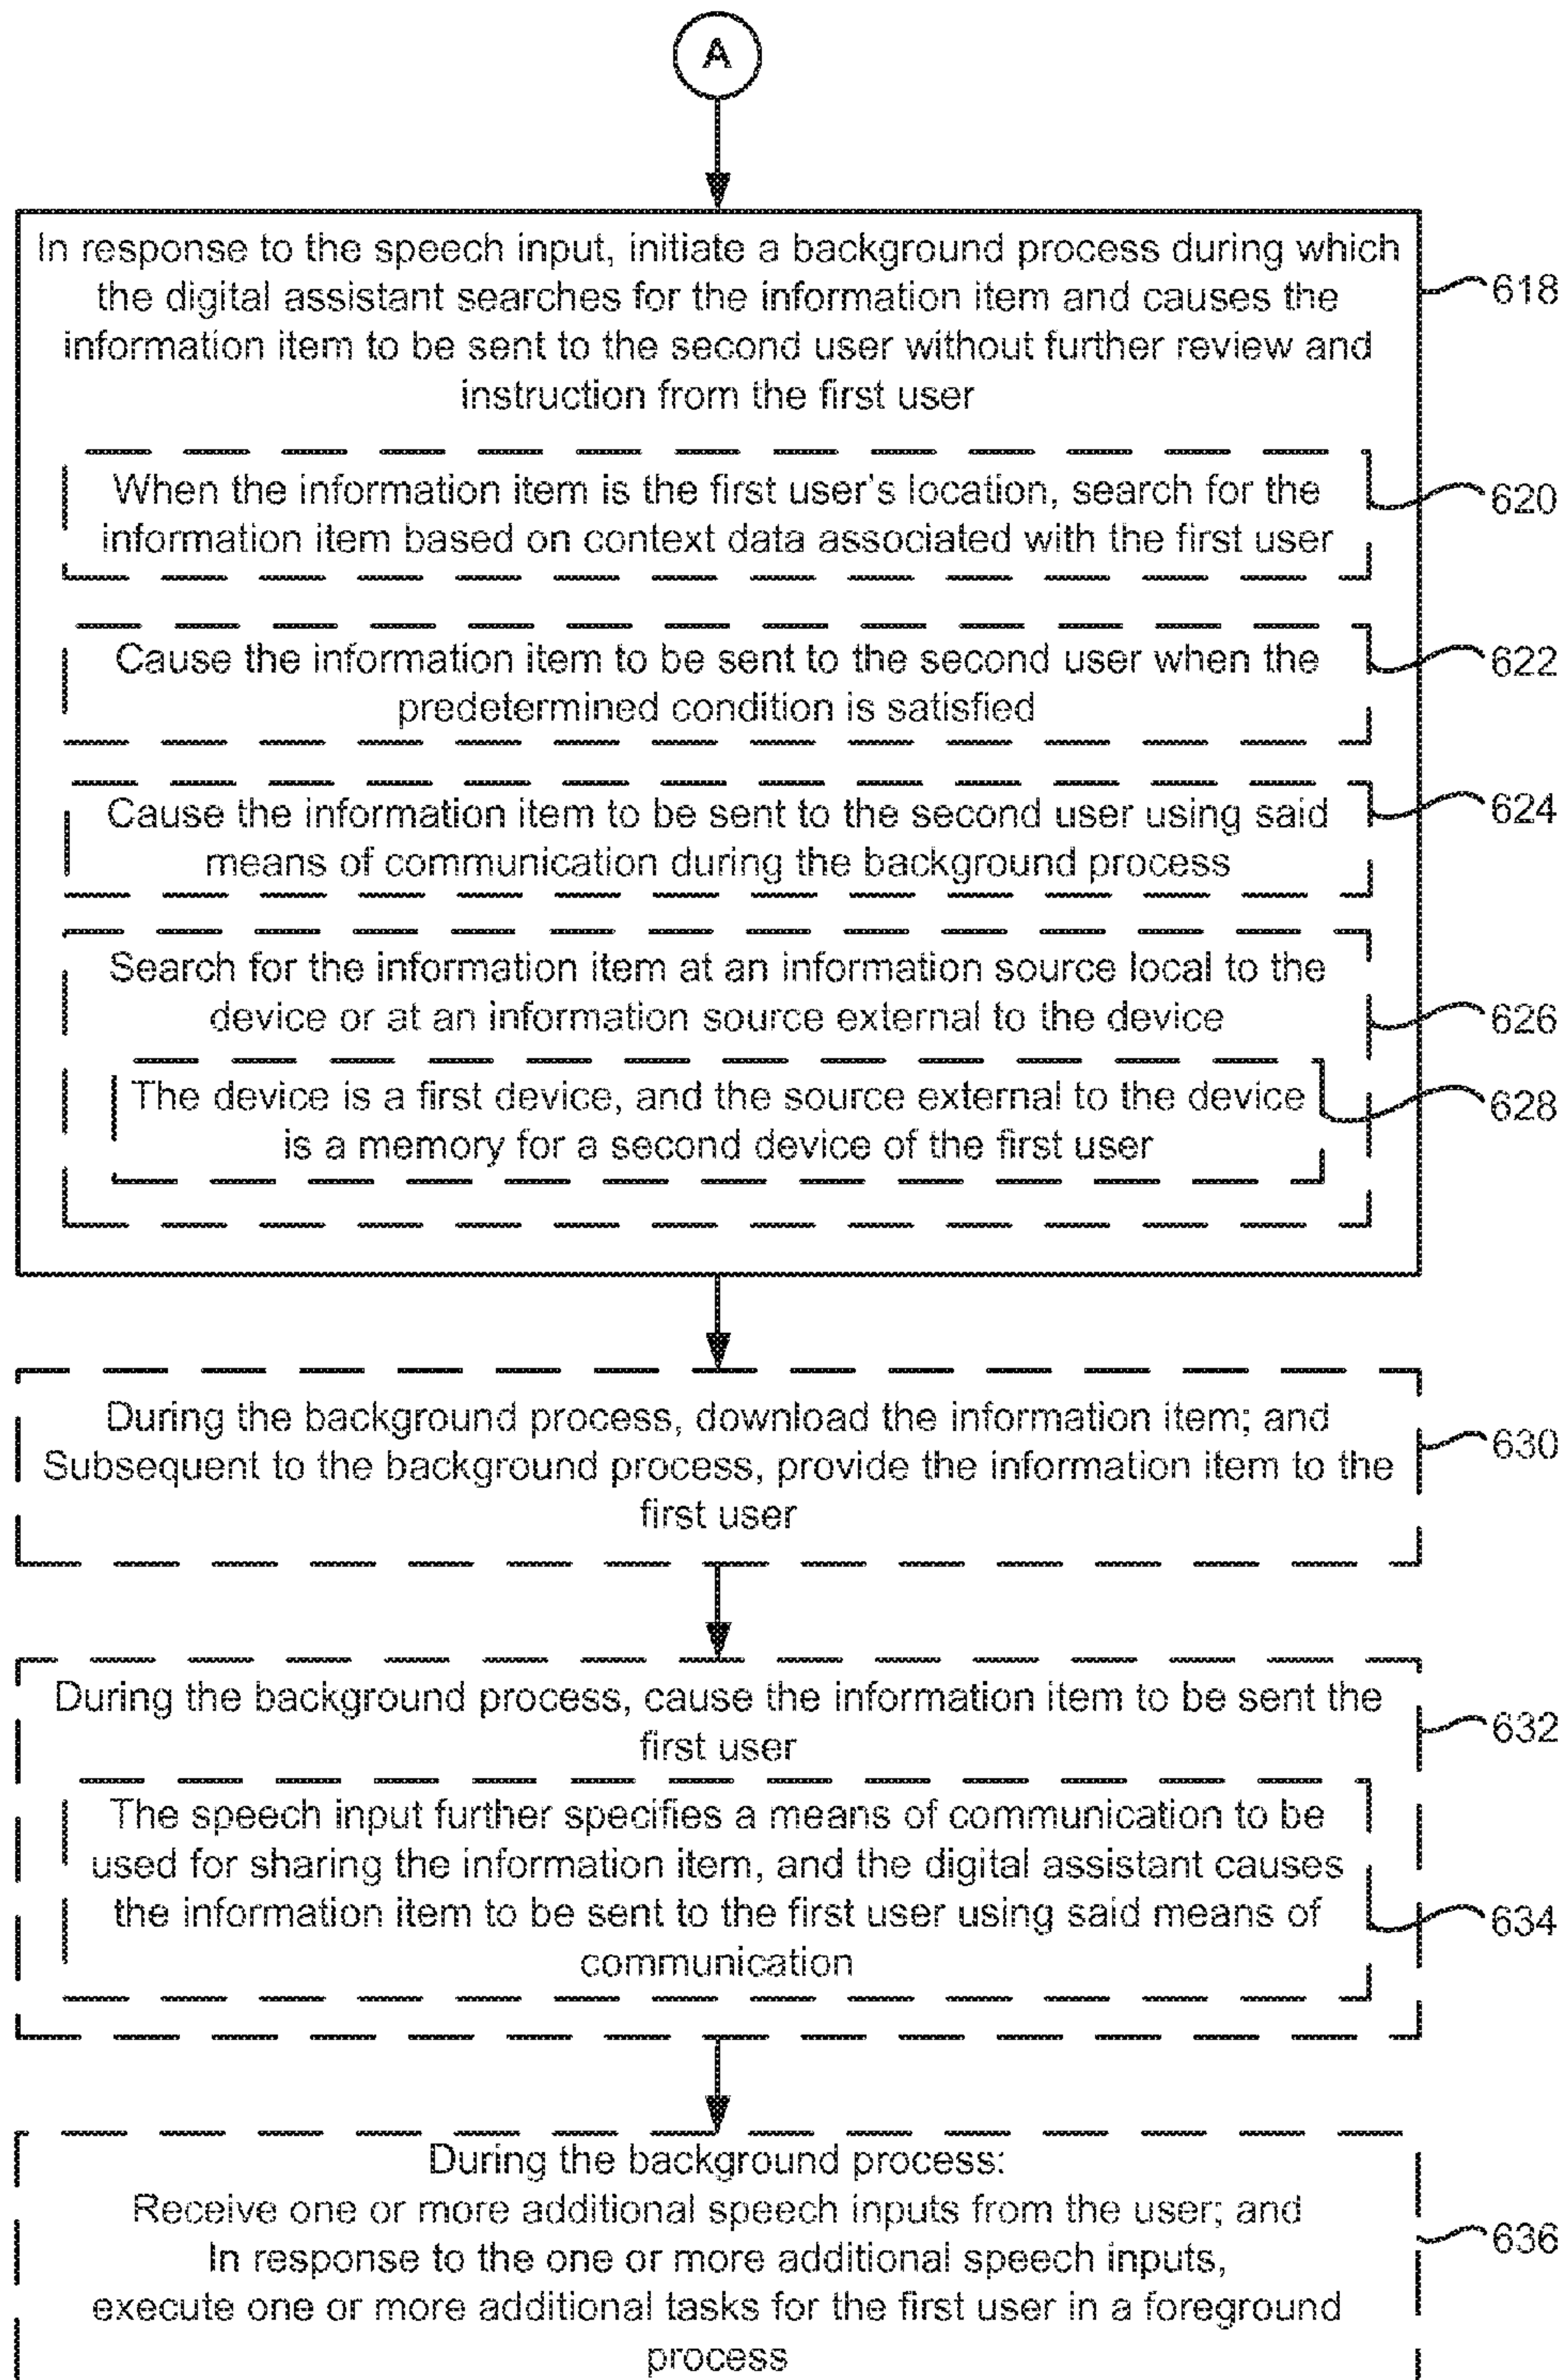 A
In response to the speech input, initiate a background process during which
the digital assistant searches for the information item and causes the
information item to be sent to the second user without further review and
instruction from the first user
618
When the information item is the first user's location, search for the
information item based on context data associated with the first user
620
Cause the information item to be sent to the second user when the
predetermined condition is satisfied
622
Cause the information item to be sent to the second user using said
means of communication during the background process
624
Search for the information item at an information source local to the
device or at an information source external to the device
626
The device is a first device, and the source external to the device
is a memory for a second device of the first user
628
During the background process, download the information item; and
Subsequent to the background process, provide the information item to the
first user
630
During the background process, cause the information item to be sent the
first user
632
The speech input further specifies a means of communication to be
used for sharing the information item, and the digital assistant causes
the information item to be sent to the first user using said means of
communication
634
During the background process:
Receive one or more additional speech inputs from the user; and
In response to the one or more additional speech inputs,
execute one or more additional tasks for the first user in a foreground
process
636